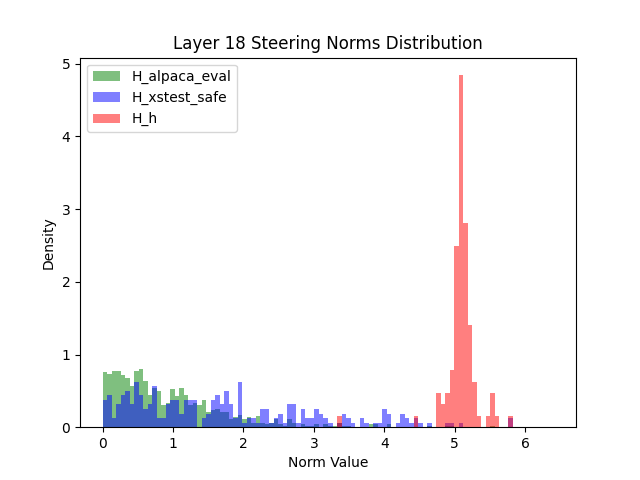 Layer 18 Steering Norms Distribution
H_alpaca_eval
H_xstest_safe
H_h
Density
5
4
3
2
1
0
0 1 2 3 4 5 6
Norm Value